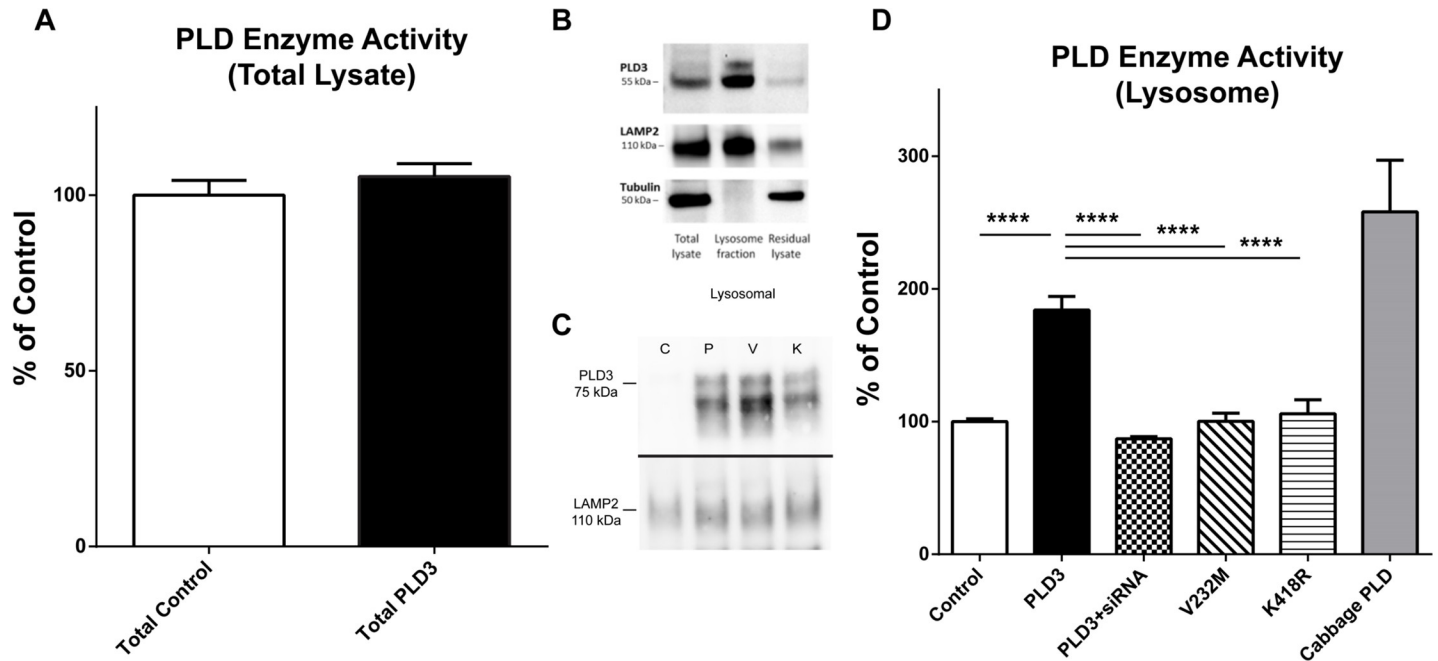 A
PLD Enzyme Activity
(Total Lysate)
% of Control
100
50
0
Total Control
Total PLD3
B
PLD3
55 kDa –
LAMP2
110 kDa –
Tubulin
50 kDa –
Total lysate
Lysosome fraction
Residual lysate
Lysosomal
C
C P V K
PLD3
75 kDa
LAMP2
110 kDa
D
PLD Enzyme Activity
(Lysosome)
% of Control
300
200
100
0
****
****
****
****
Control
PLD3
PLD3+siRNA
V232M
K418R
Cabbage PLD